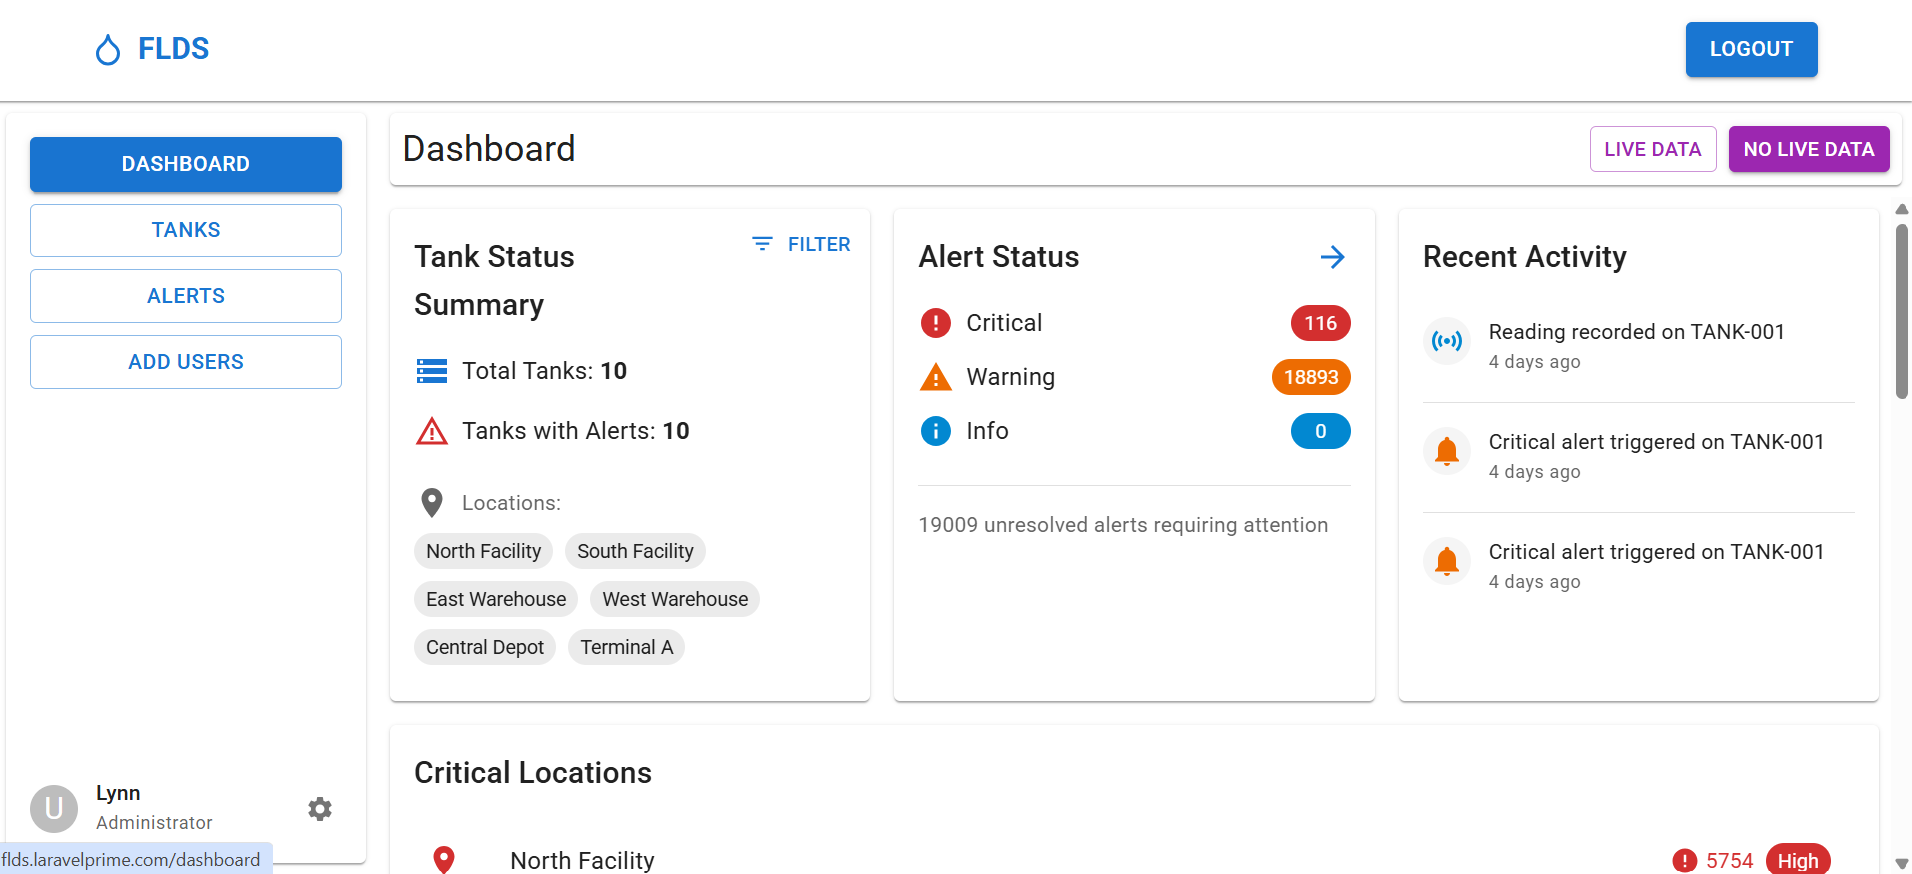 FLDS
LOGOUT
DASHBOARD
TANKS
ALERTS
ADD USERS
Lynn
U
Administrator
flds.laravelprime.com/dashboard
Dashboard
LIVE DATA
NO LIVE DATA
Tank Status
Summary
FILTER
Total Tanks: 10
Tanks with Alerts: 10
Locations:
North Facility
South Facility
East Warehouse
West Warehouse
Central Depot
Terminal A
Alert Status
Critical
116
Warning
18893
Info
0
19009 unresolved alerts requiring attention
Recent Activity
Reading recorded on TANK-001
4 days ago
Critical alert triggered on TANK-001
4 days ago
Critical alert triggered on TANK-001
4 days ago
Critical Locations
North Facility
5754
High